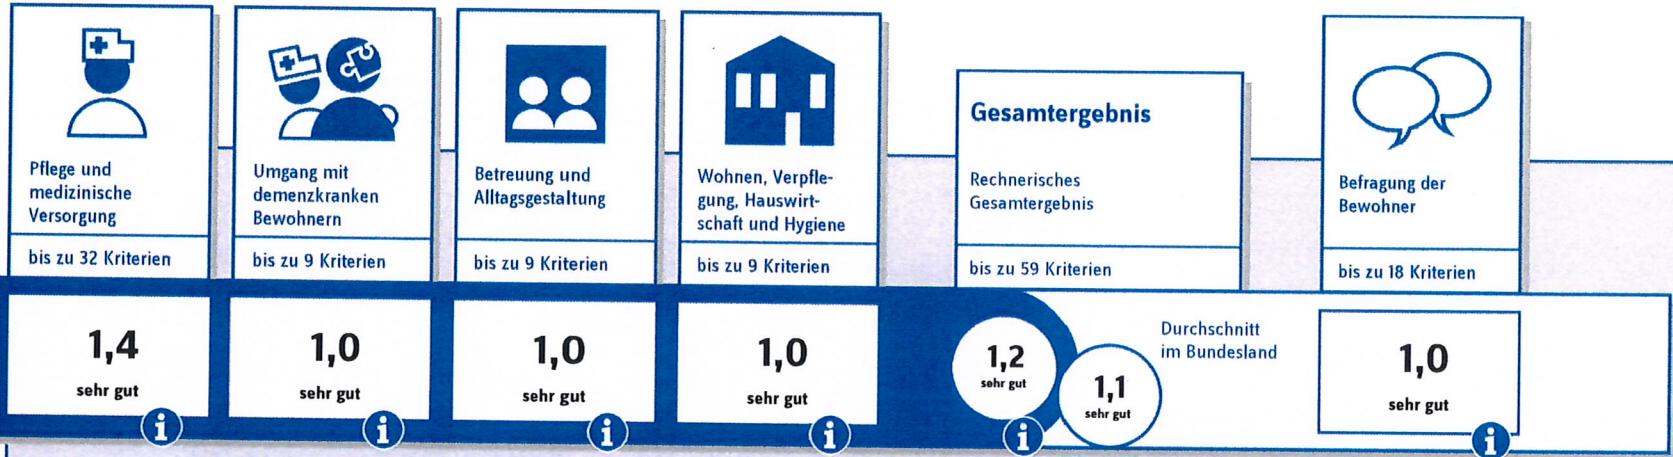 Pflege und
medizinische
Versorgung
bis zu 32 Kriterien
1,4
sehr gut
Umgang mit
demenzkranken
Bewohnern
bis zu 9 Kriterien
1,0
sehr gut
Betreuung und
Alltagsgestaltung
bis zu 9 Kriterien
1,0
sehr gut
Wohnen, Verpfle-
gung, Hauswirt-
schaft und Hygiene
bis zu 9 Kriterien
1,0
sehr gut
Gesamtergebnis
Rechnerisches
Gesamtergebnis
bis zu 59 Kriterien
1,2
sehr gut
Durchschnitt
im Bundesland
1,1
sehr gut
Befragung der
Bewohner
bis zu 18 Kriterien
1,0
sehr gut
i
i
i
i
i
i